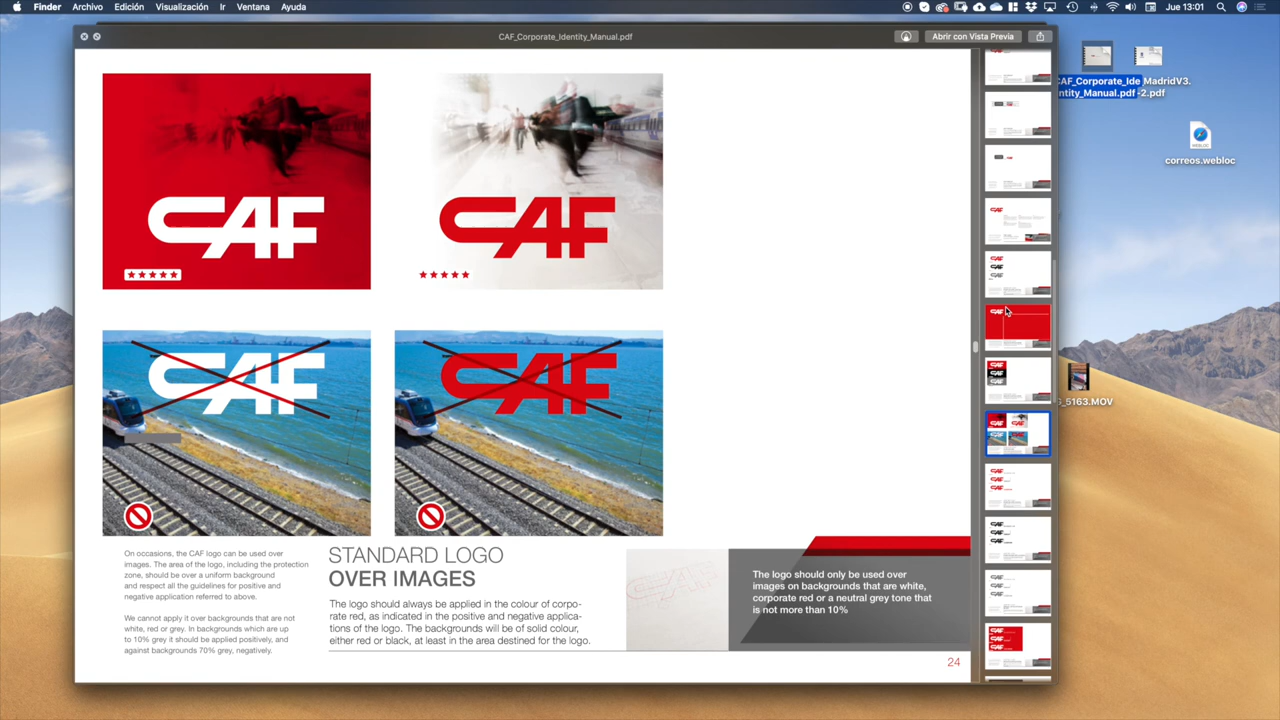 Finder Archivo Edición Visualización Ir Ventana Ayuda
Jue 13:01
CAF_Corporate_Identity_Manual.pdf
Abrir con Vista Previa
CAF
CAF
CAF
CAF
On occasions, the CAF logo can be used over
images. The area of the logo, including the protection
zone, should be over a uniform background
and respect all the guidelines for positive and
negative application referred to above.
We cannot apply it over backgrounds that are not
white, red or grey. In backgrounds which are up
to 10% grey it should be applied positively, and
against backgrounds 70% grey, negatively.
STANDARD LOGO
OVER IMAGES
The logo should always be applied in the colour of corpo-
rate red, as indicated in the positive and negative applica-
tions of the logo. The backgrounds will be of solid colour,
either red or black, at least in the area destined for the logo.
The logo should only be used over
images on backgrounds that are white,
corporate red or a neutral grey tone that
is not more than 10%
24
CAF_Corporate_Ide
ntity_Manual.pdf
MadridV3.
-2.pdf
correos.webloc
WEBLOC
_5163.MOV